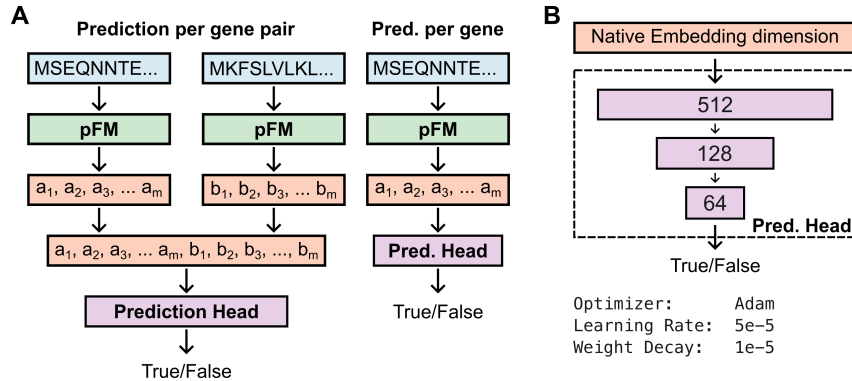 A
Prediction per gene pair
Pred. per gene
MSEQNNTE...
MKFSLVLKL...
MSEQNNTE...
pFM
pFM
pFM
a₁, a₂, a₃, ... aₘ
b₁, b₂, b₃, ... bₘ
a₁, a₂, a₃, ... aₘ
a₁, a₂, a₃, ... aₘ, b₁, b₂, b₃, ..., bₘ
Pred. Head
Prediction Head
True/False
True/False
B
Native Embedding dimension
512
128
64
Pred. Head
True/False
Optimizer: Adam
Learning Rate: 5e-5
Weight Decay: 1e-5